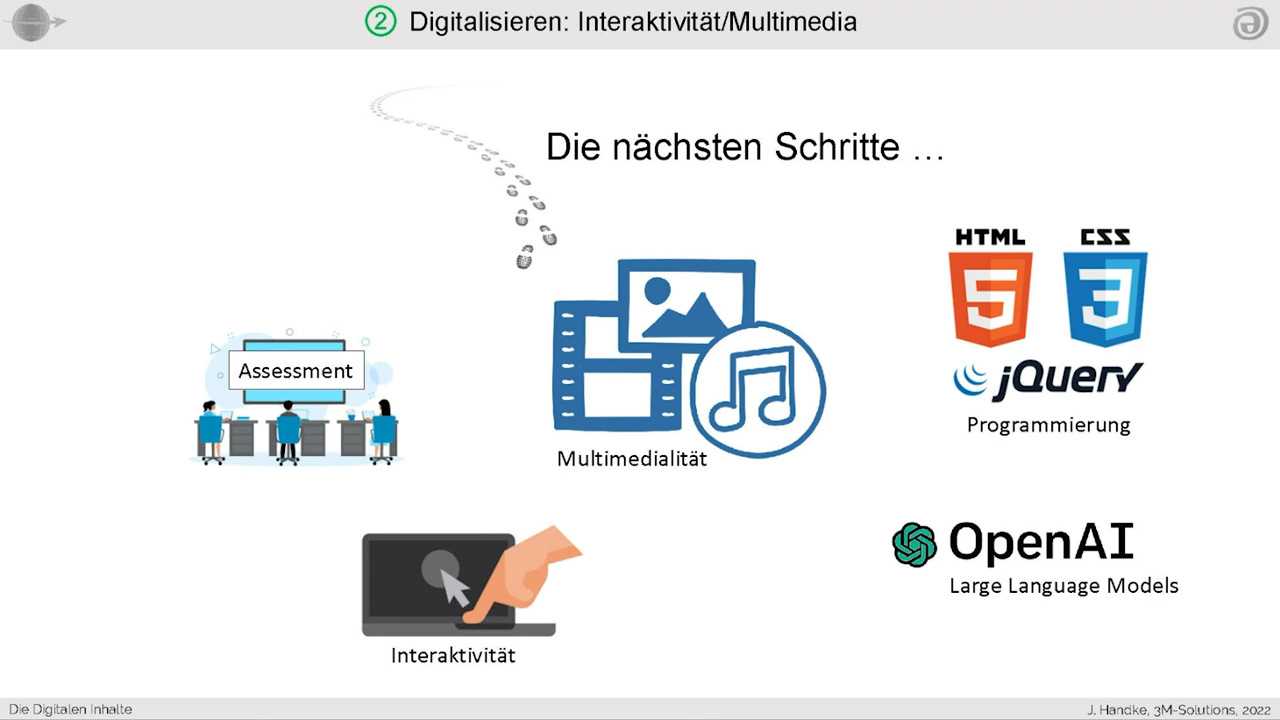 2 Digitalisieren: Interaktivität/Multimedia
Die nächsten Schritte …
HTML
5
CSS
3
jQuery
Programmierung
Assessment
Multimedialität
OpenAI
Large Language Models
Interaktivität
Die Digitalen Inhalte
J. Handke, 3M-Solutions, 2022